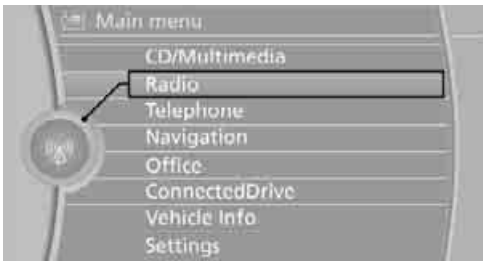 Main menu
CD/Multimedia
Radio
Telephone
Navigation
Office
ConnectedDrive
Vehicle Info
Settings